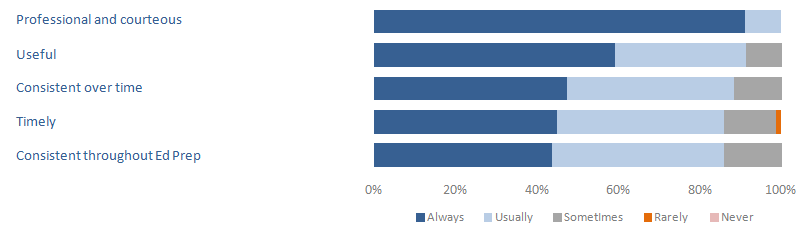 Professional and courteous
Useful
Consistent over time
Timely
Consistent throughout Ed Prep
0% 20% 40% 60% 80% 100%
Always Usually Sometimes Rarely Never